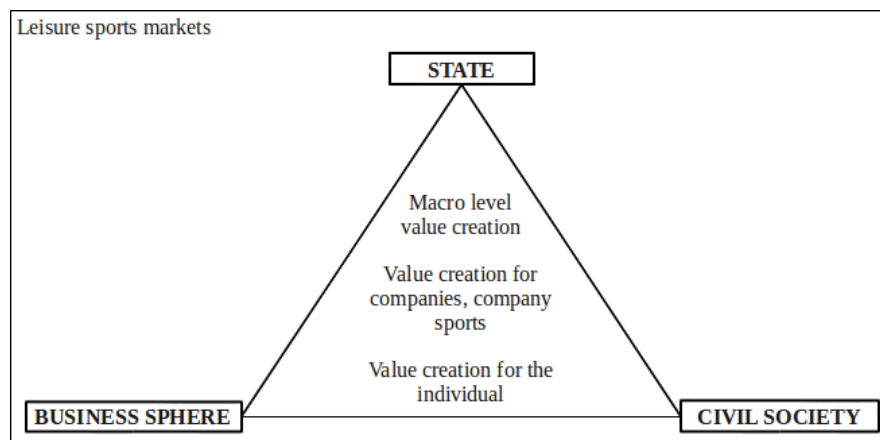 Leisure sports markets
STATE
Macro level
value creation
Value creation for
companies, company
sports
Value creation for the
individual
BUSINESS SPHERE
CIVIL SOCIETY